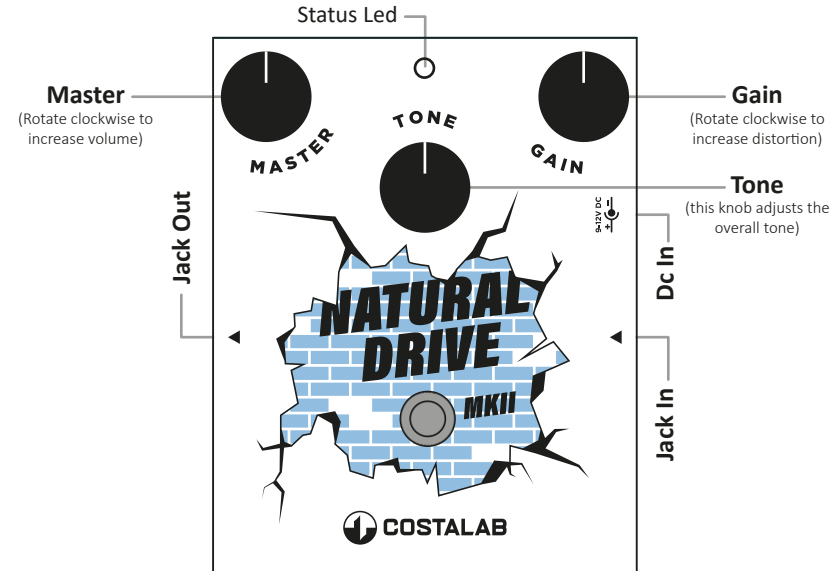 Status Led
Master
(Rotate clockwise to
increase volume)
Gain
(Rotate clockwise to
increase distortion)
Tone
(this knob adjusts the
overall tone)
MASTER
TONE
GAIN
9-12V DC
- +
Jack Out
Dc In
Jack In
NATURAL
DRIVE
MKII
COSTALAB